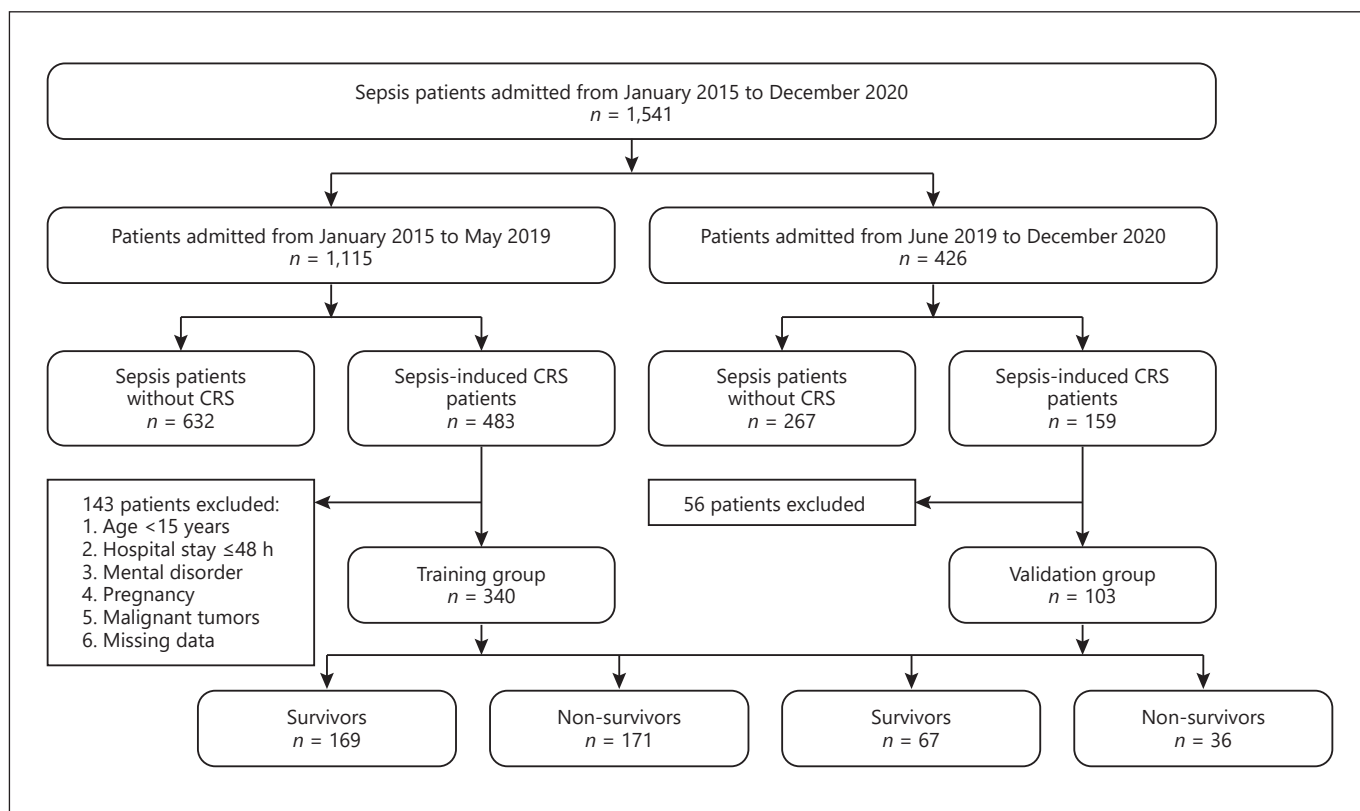 Sepsis patients admitted from January 2015 to December 2020
n = 1,541
Patients admitted from January 2015 to May 2019
n = 1,115
Patients admitted from June 2019 to December 2020
n = 426
Sepsis patients
without CRS
n = 632
Sepsis-induced CRS
patients
n = 483
Sepsis patients
without CRS
n = 267
Sepsis-induced CRS
patients
n = 159
143 patients excluded:
1. Age <15 years
2. Hospital stay ≤48 h
3. Mental disorder
4. Pregnancy
5. Malignant tumors
6. Missing data
56 patients excluded
Training group
n = 340
Validation group
n = 103
Survivors
n = 169
Non-survivors
n = 171
Survivors
n = 67
Non-survivors
n = 36